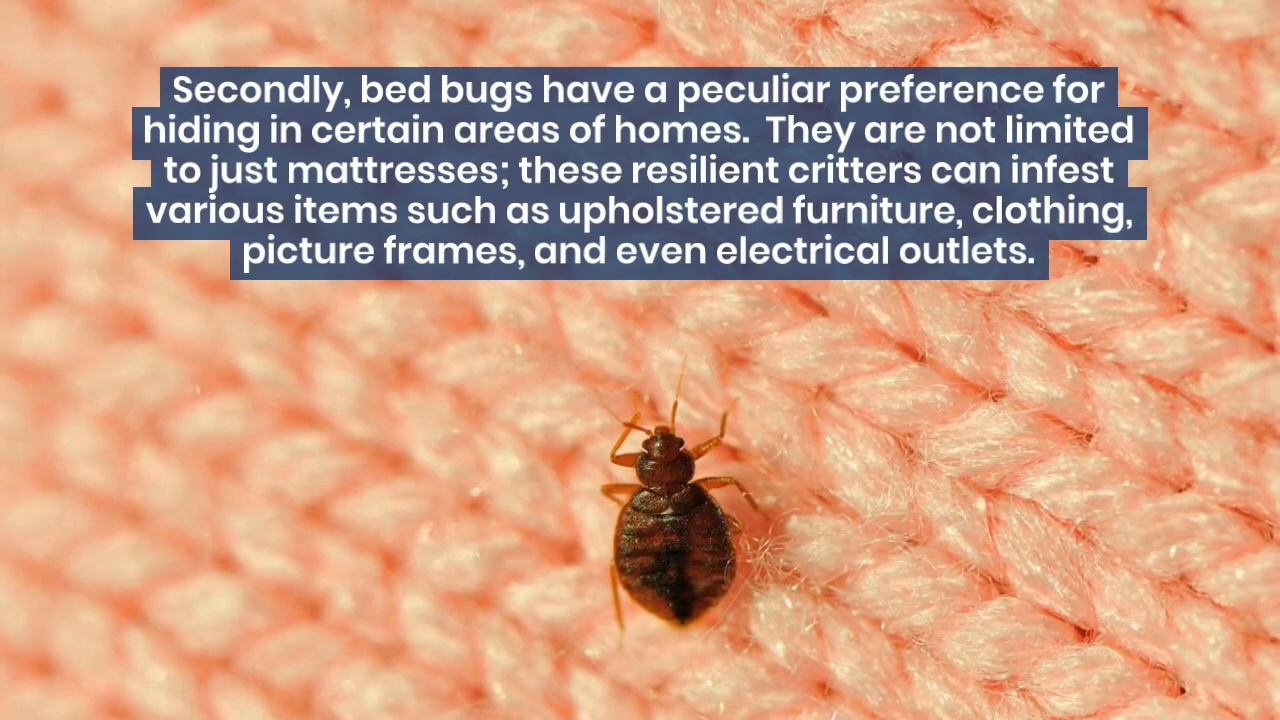 Secondly, bed bugs have a peculiar preference for
hiding in certain areas of homes.  They are not limited
to just mattresses; these resilient critters can infest
various items such as upholstered furniture, clothing,
picture frames, and even electrical outlets.